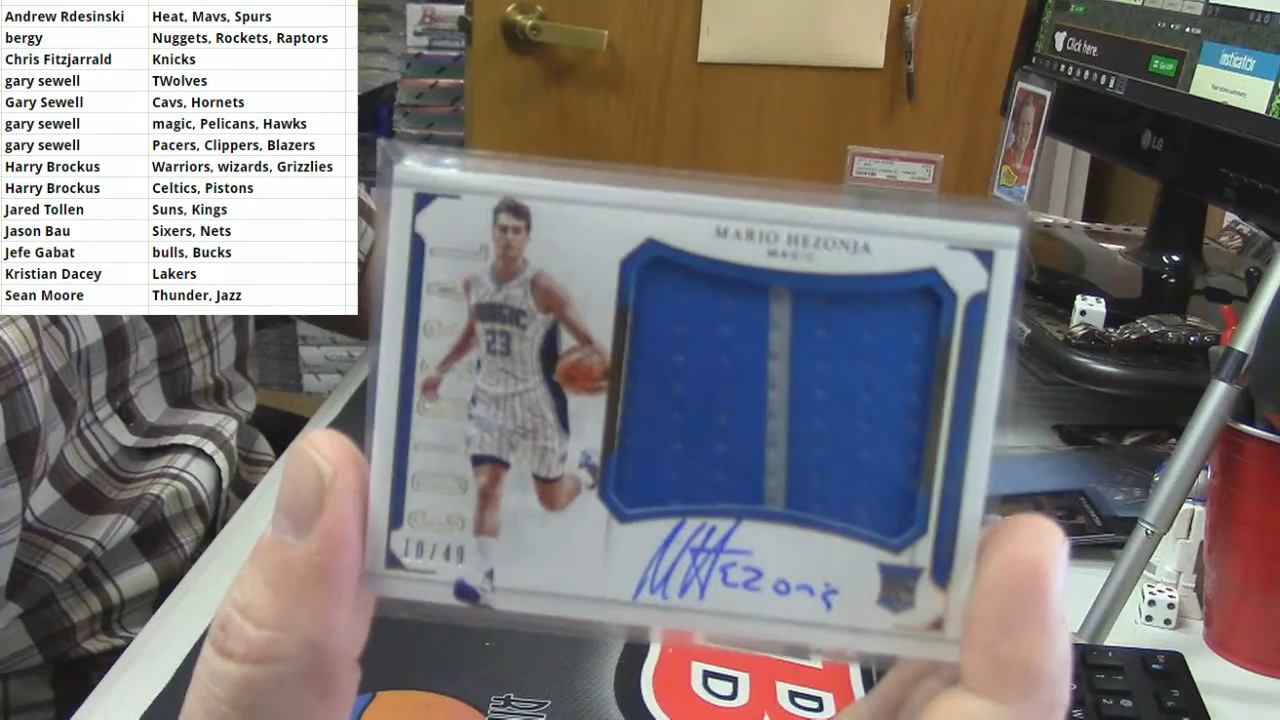 Andrew Rdesinski Heat, Mavs, Spurs
bergy Nuggets, Rockets, Raptors
Chris Fitzjarrald Knicks
gary sewell TWolves
Gary Sewell Cavs, Hornets
gary sewell magic, Pelicans, Hawks
gary sewell Pacers, Clippers, Blazers
Harry Brockus Warriors, wizards, Grizzlies
Harry Brockus Celtics, Pistons
Jared Tollen Suns, Kings
Jason Bau Sixers, Nets
Jefe Gabat bulls, Bucks
Kristian Dacey Lakers
Sean Moore Thunder, Jazz
Click here.
insticator
LG
MARIO HEZONJA
MAGIC
MAGIC
23
10/49
MHezonja
D D